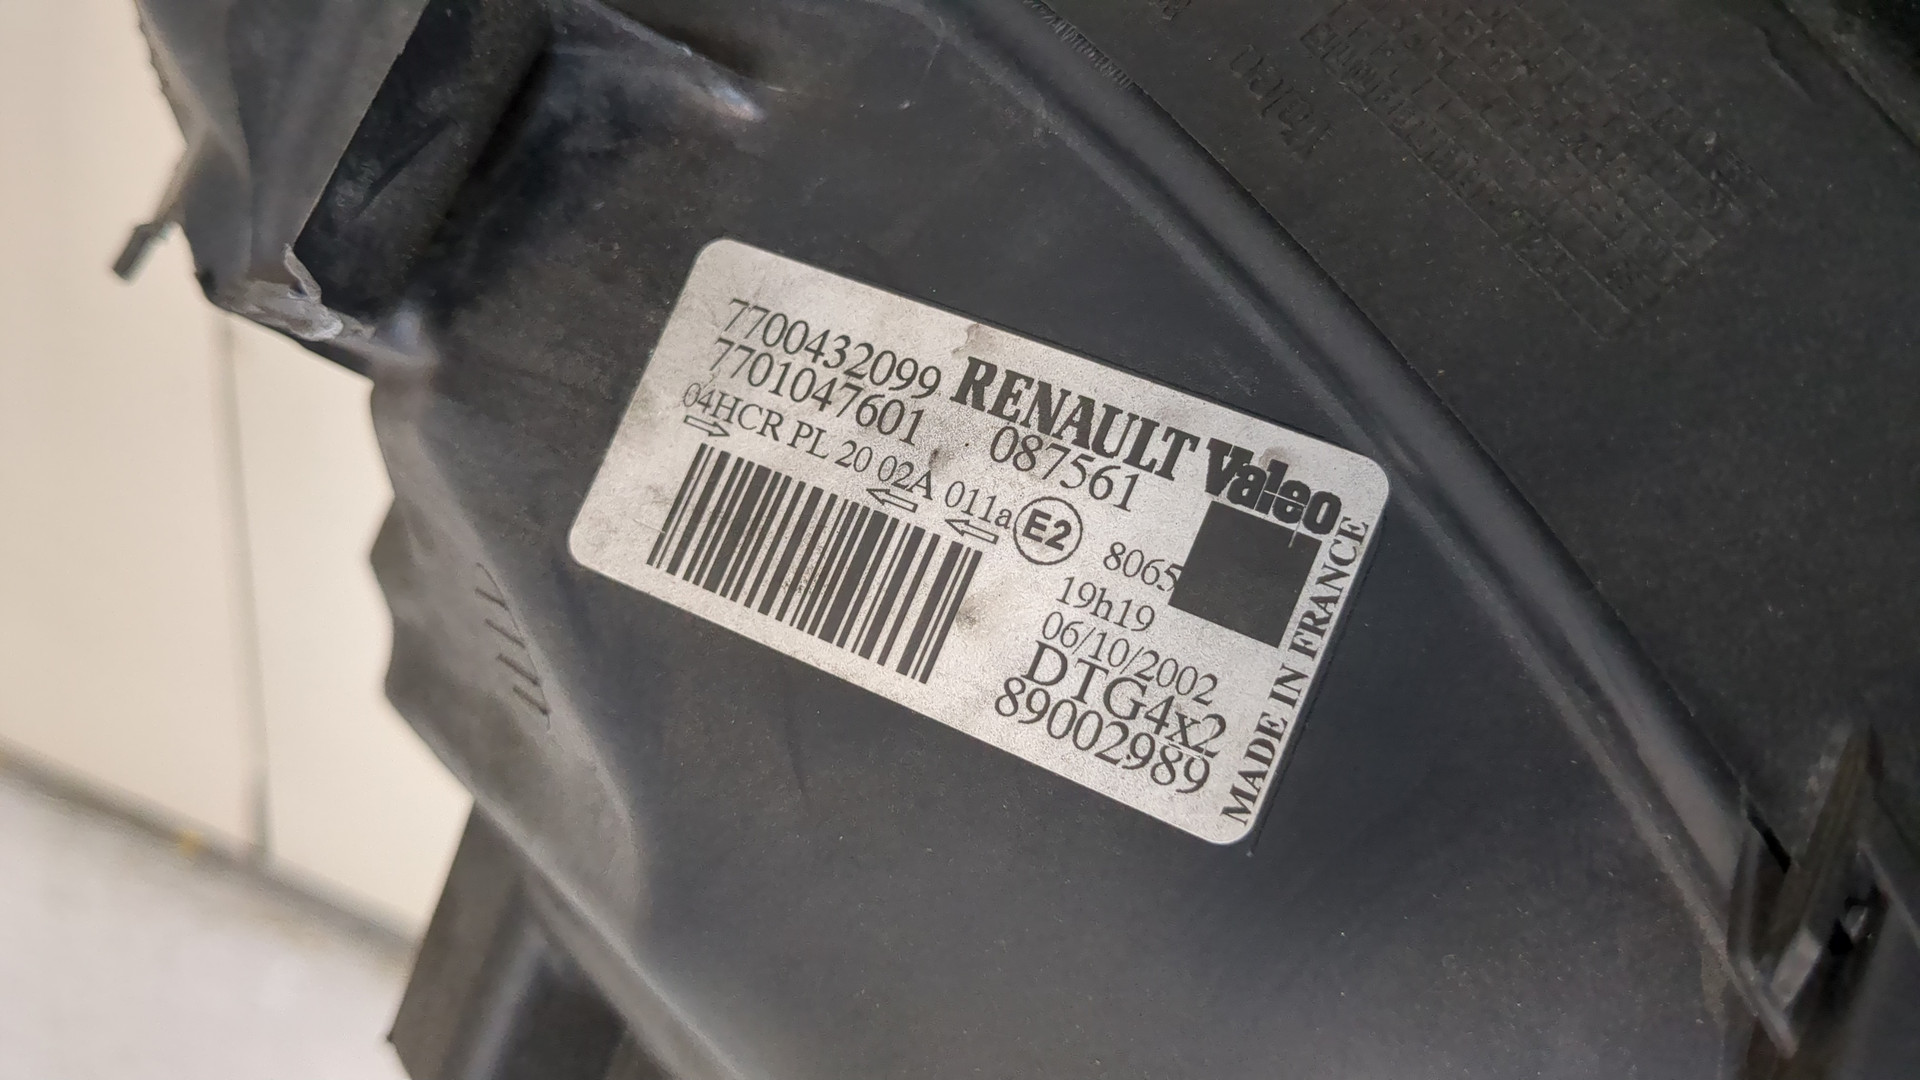 7700432099 RENAULT Valeo
7701047601 087561
04HCR PL 20 02A 011a E2 8065
19h19
06/10/2002
DTG4x2
89002989
MADE IN FRANCE